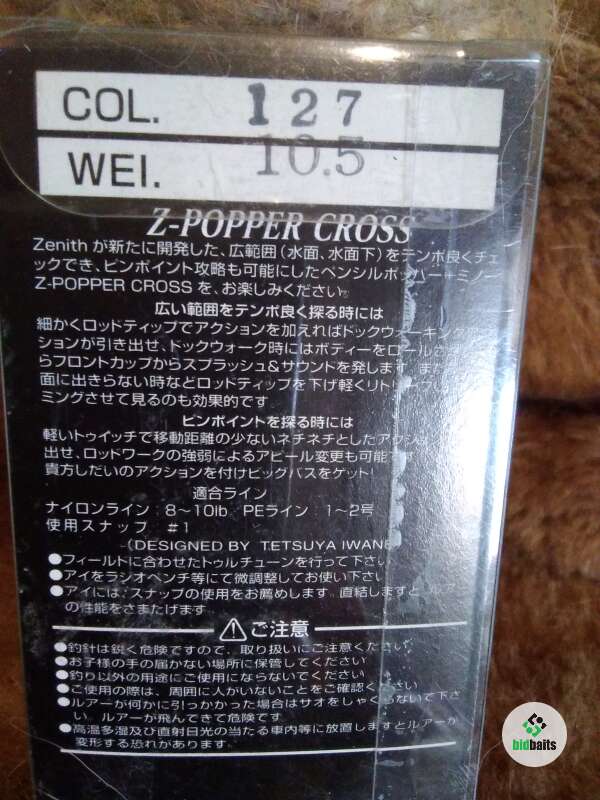 COL. 127
WEI. 10.5
Z-POPPER CROSS
Zenith が新たに開発した、広範囲(水面、水面下)をテンポ良くチェ
ックでき、ピンポイント攻略も可能にしたペンシルポッパー+ミノー
Z-POPPER CROSS を、お楽しみください。
広い範囲をテンポ良く探る時には
細かくロッドティップでアクションを加えればドックウォーキングア
ションが引き出せ、ドックウォーク時にはボディーをロールさ
らフロントカップからスプラッシュ&サウンドを発します。また
面に出きらない時などロッドティップを下げ軽くリト
ミングさせて見るのも効果的です。
ピンポイントを探る時には
軽いトゥイッチで移動距離の少ないネチネチとしたアク
出せ、ロッドワークの強弱によるアピール変更も可能です
貴方しだいのアクションを付けビッグバスをゲット!
適合ライン
ナイロンライン:8〜10lb PEライン:1〜2号
使用スナップ #1
(DESIGNED BY TETSUYA IWANE
●フィールドに合わせたトゥルチューンを行って下さい
●アイをラジオペンチ等にて微調整してお使い下さい
●アイには、スナップの使用をお薦めします。直結しますと
の性能をさまたげます。
⚠ご注意
●釣針は鋭く危険ですので、取り扱いにご注意ください
●お子様の手の届かない場所に保管してください
●釣り以外の用途にご使用にならないでください
●ご使用の際は、周囲に人がいないことをご確認ください
●ルアーが何かに引っかかった場合はサオをしゃくらないで下さ
い。ルアーが飛んできて危険です。
●高温多湿及び直射日光の当たる車内等に放置しますとルアーが
変形する恐れがあります。
bidbaits